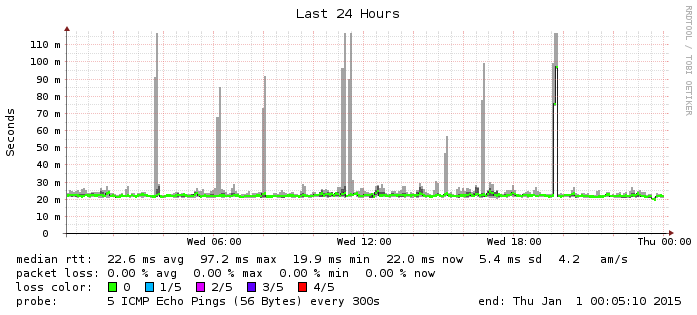 Last 24 Hours
RRDTOOL / TOBI OETIKER
Seconds
110 m
100 m
90 m
80 m
70 m
60 m
50 m
40 m
30 m
20 m
10 m
0
Wed 06:00 Wed 12:00 Wed 18:00 Thu 00:00
median rtt: 22.6 ms avg 97.2 ms max 19.9 ms min 22.0 ms now 5.4 ms sd 4.2 am/s
packet loss: 0.00 % avg 0.00 % max 0.00 % min 0.00 % now
loss color: 0 1/5 2/5 3/5 4/5
probe: 5 ICMP Echo Pings (56 Bytes) every 300s end: Thu Jan 1 00:05:10 2015